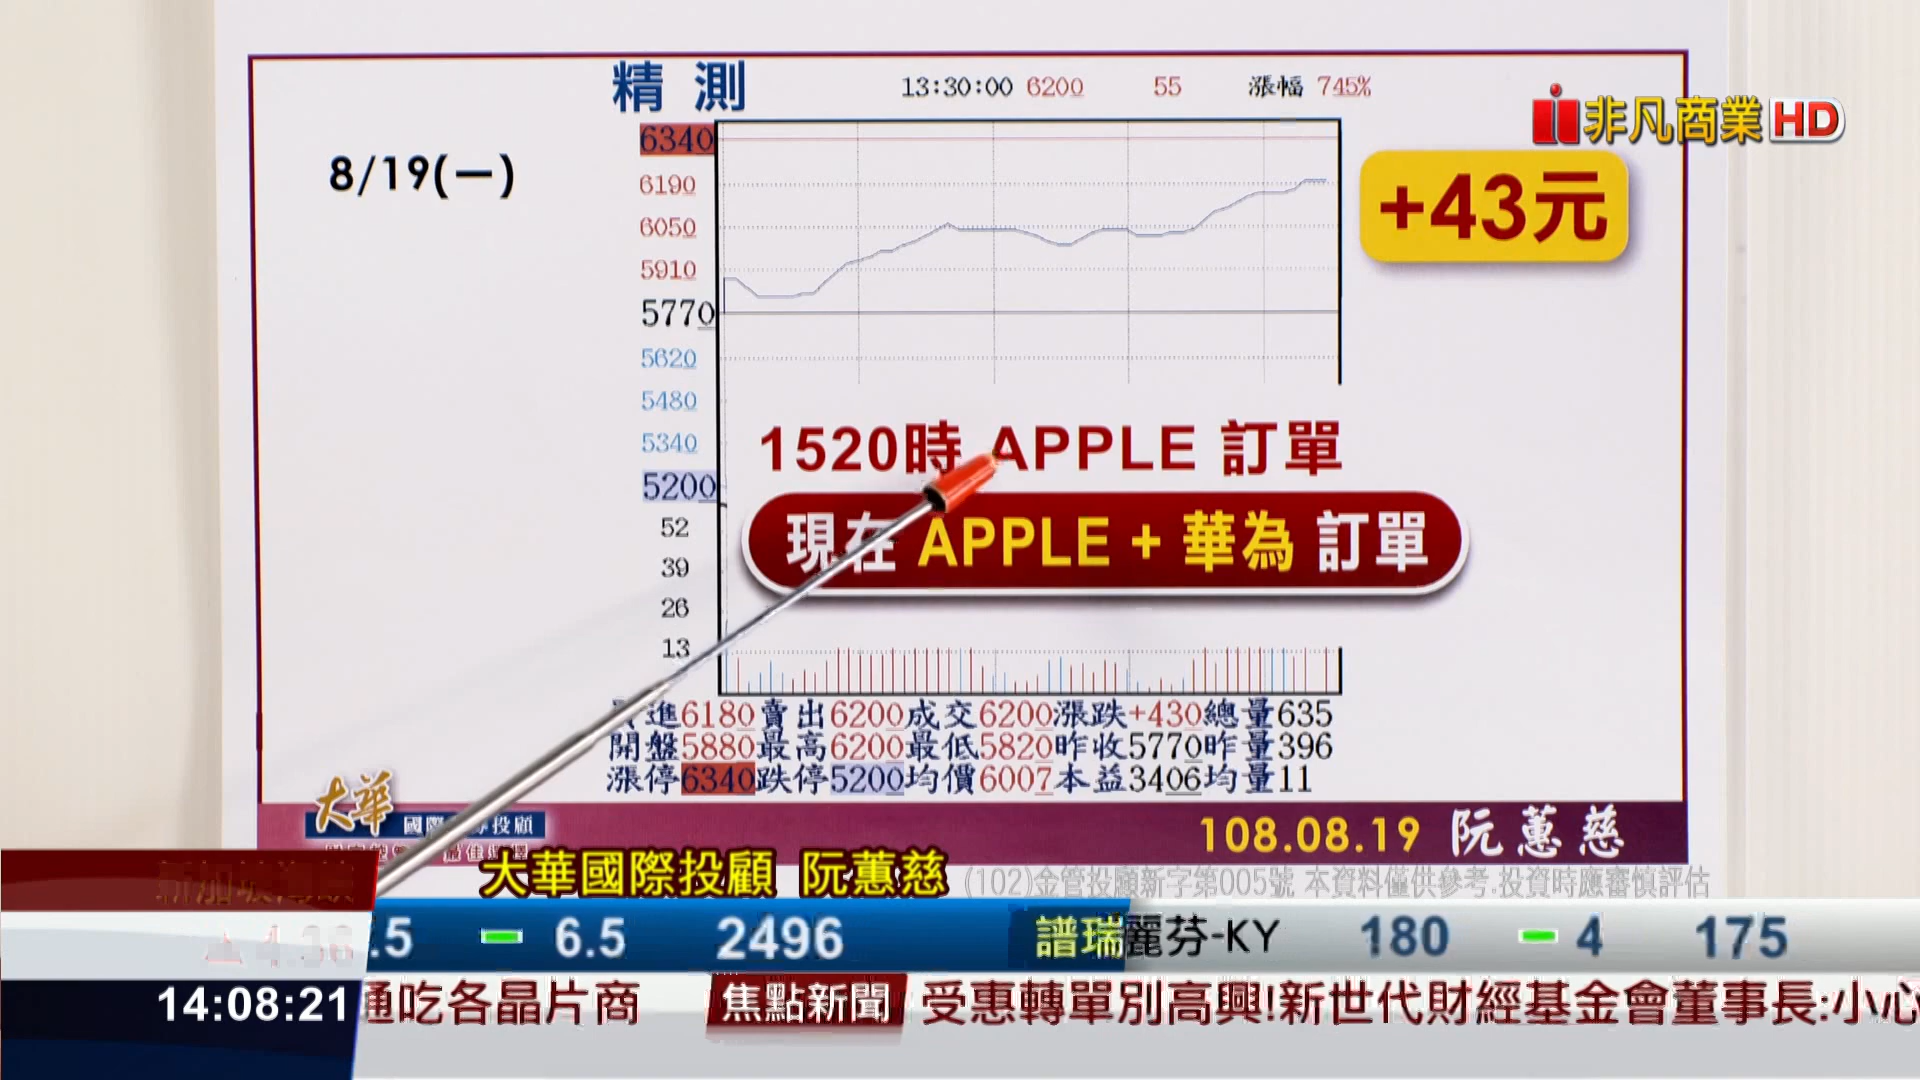 精 測
13:30:00 6200 55 漲幅 745%
非凡商業 HD
8/19(一)
+43元
6340
6190
6050
5910
5770
5620
5480
5340
5200
52
39
26
13
1520時 APPLE 訂單
現在 APPLE + 華為 訂單
進6180賣出6200成交6200漲跌+430總量635
開盤5880最高6200最低5820昨收5770昨量396
漲停6340跌停5200均價6007本益3406均量11
大華
國際 投顧
108.08.19 阮蕙慈
大華國際投顧 阮蕙慈
(102)金管投顧新字第005號 本資料僅供參考.投資時應審慎評估
.5 6.5 2496 譜瑞 麗芬-KY 180 4 175
14:08:21 通吃各晶片商 焦點新聞 受惠轉單別高興!新世代財經基金會董事長:小心